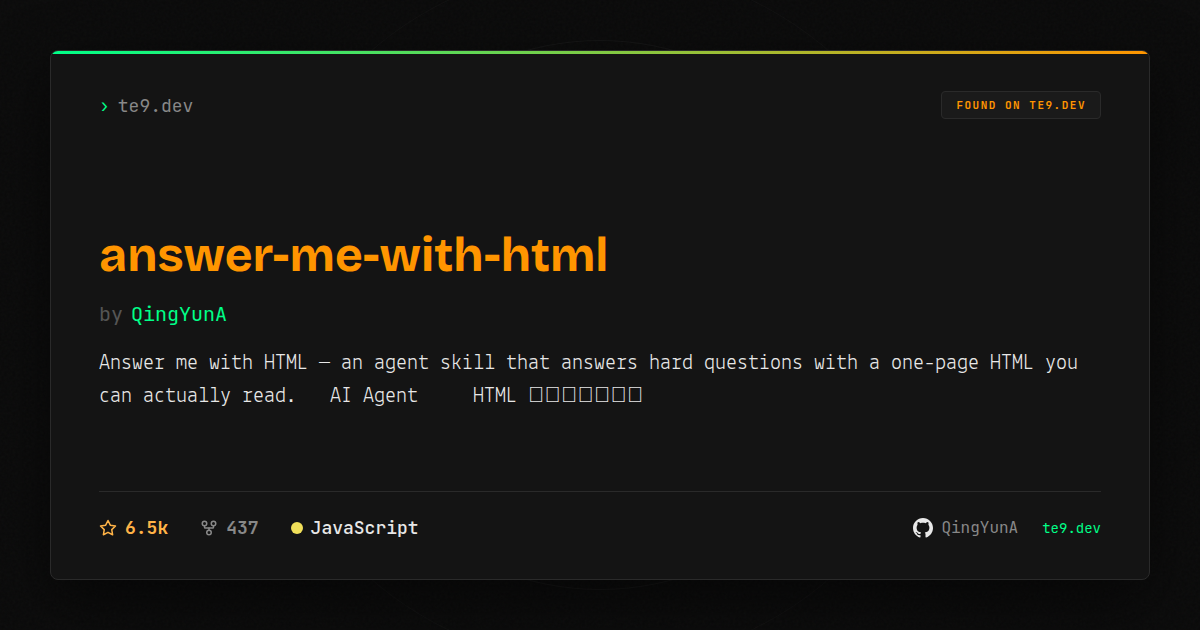 › te9.dev
FOUND ON TE9.DEV
answer-me-with-html
by QingYunA
Answer me with HTML — an agent skill that answers hard questions with a one-page HTML you
can actually read. AI Agent HTML □□□□□□□
6.5k 437 JavaScript
QingYunA te9.dev